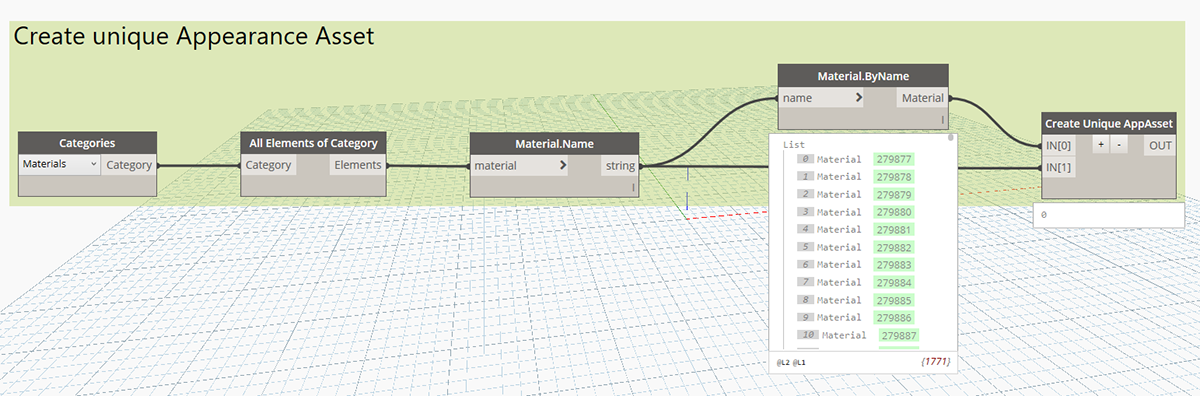 Create unique Appearance Asset
Categories
Materials
Category
All Elements of Category
Category
Elements
Material.Name
material >
string
Material.ByName
name >
Material
List
0 Material 279877
1 Material 279878
2 Material 279879
3 Material 279880
4 Material 279881
5 Material 279882
6 Material 279883
7 Material 279884
8 Material 279885
9 Material 279886
10 Material 279887
@L2 @L1 {1771}
Create Unique AppAsset
IN[0] + - OUT
IN[1]
0